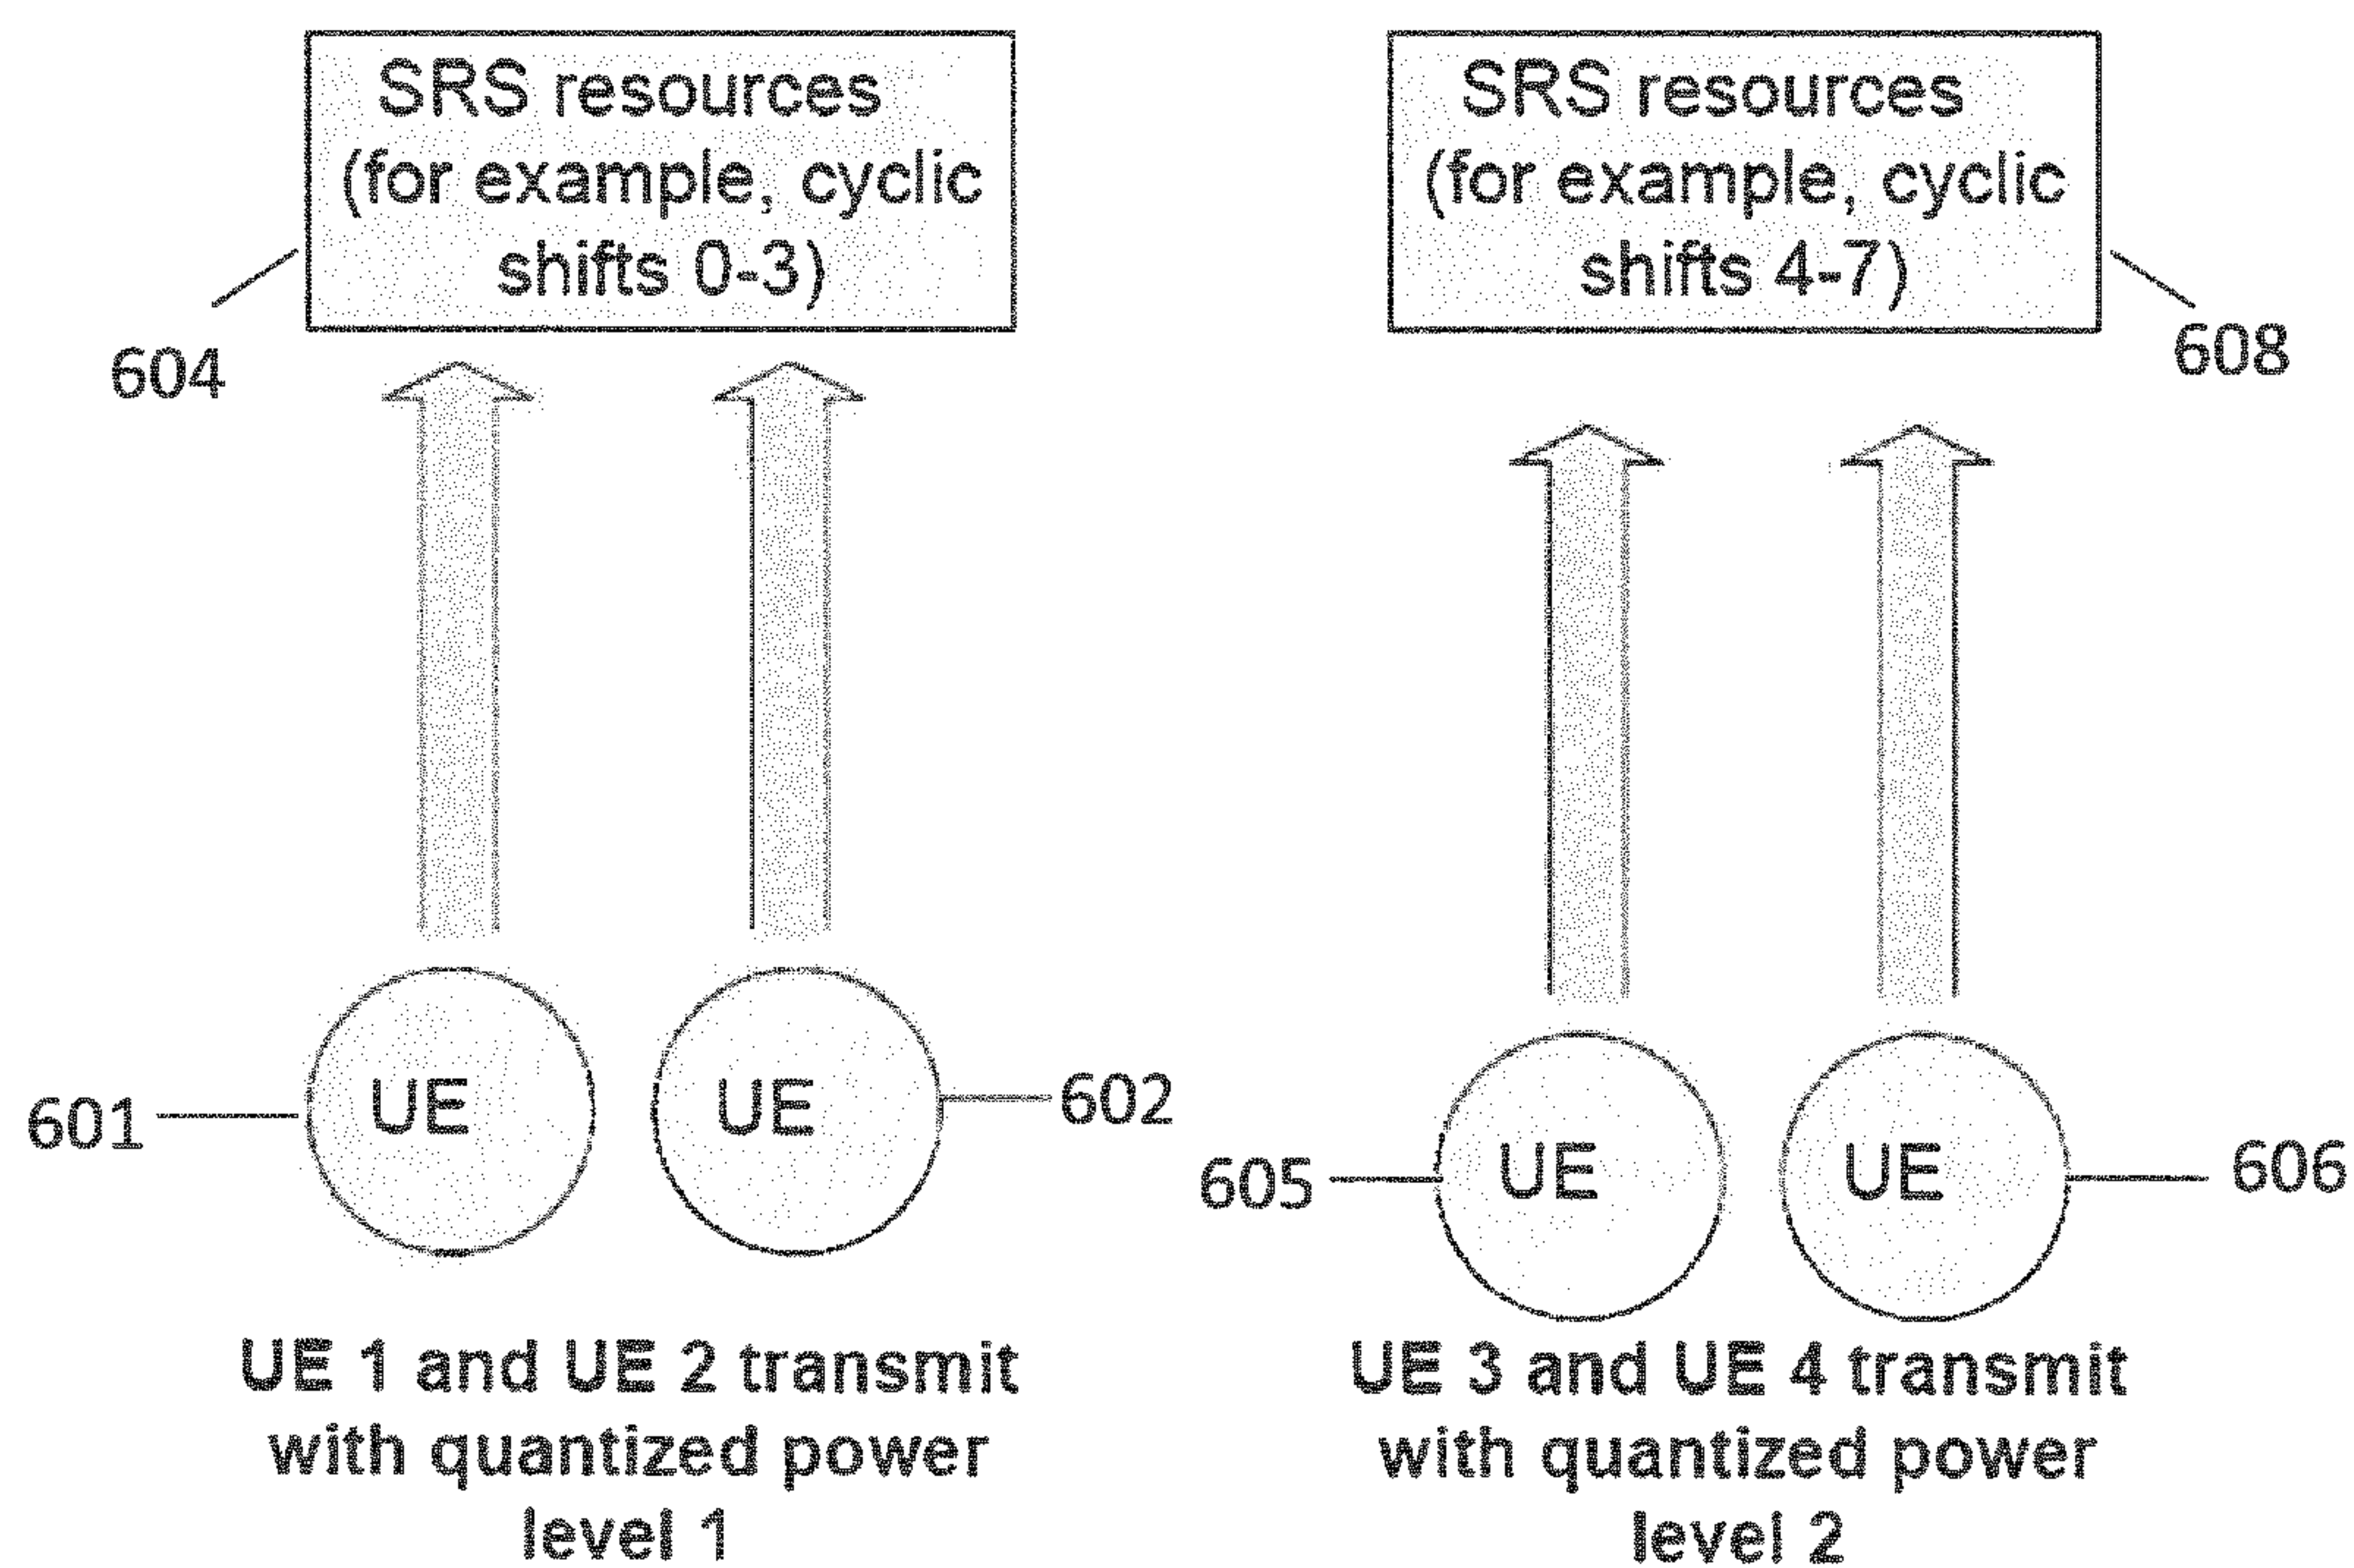 SRS resources
(for example, cyclic
shifts 0-3)
604
SRS resources
(for example, cyclic
shifts 4-7)
608
601
UE
UE
602
605
UE
UE
606
UE 1 and UE 2 transmit
with quantized power
level 1
UE 3 and UE 4 transmit
with quantized power
level 2